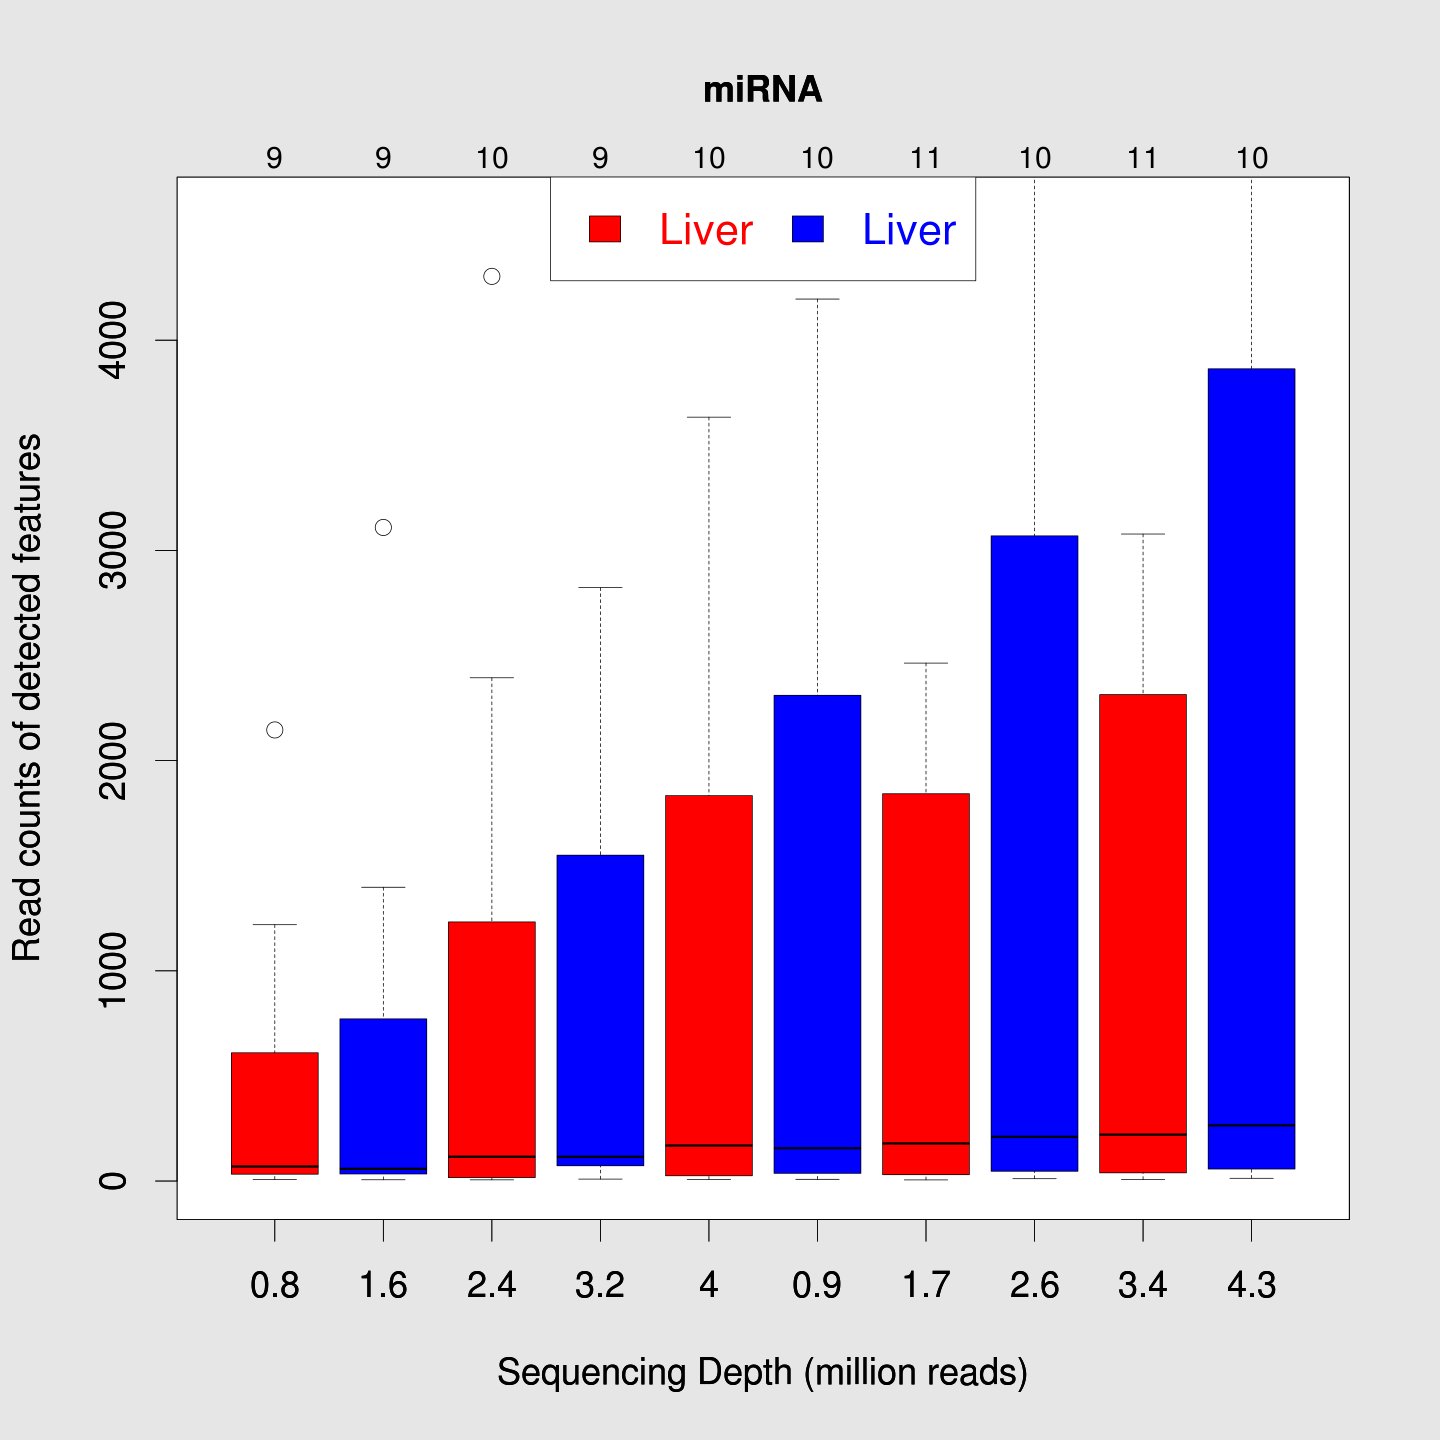 miRNA
9 9 10 9 10 10 11 10 11 10
Liver Liver
4000
3000
2000
1000
0
Read counts of detected features
0.8 1.6 2.4 3.2 4 0.9 1.7 2.6 3.4 4.3
Sequencing Depth (million reads)